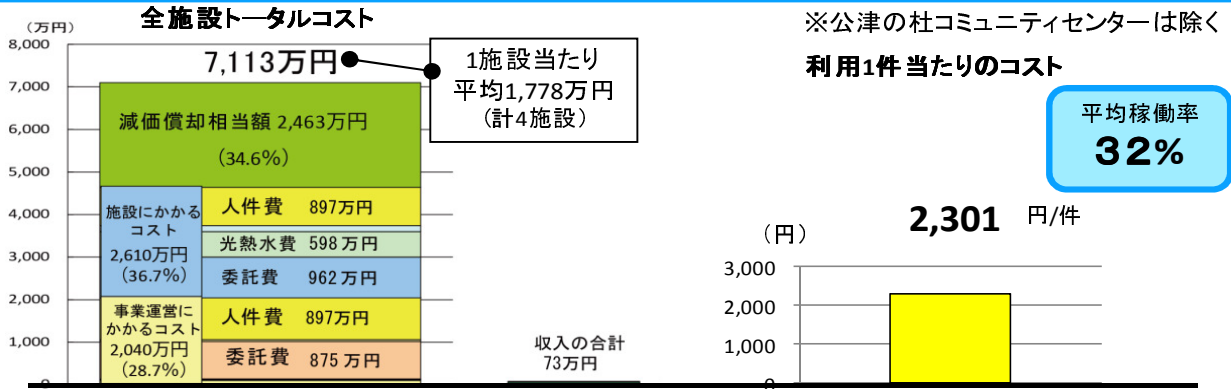 全施設トータルコスト
（万円）
8,000
7,000
6,000
5,000
4,000
3,000
2,000
1,000
0
7,113万円
1施設当たり
平均1,778万円
（計4施設）
減価償却相当額 2,463万円
（34.6%）
施設にかかる
コスト
2,610万円
（36.7%）
人件費 897万円
光熱水費 598万円
委託費 962万円
事業運営に
かかるコスト
2,040万円
（28.7%）
人件費 897万円
委託費 875万円
収入の合計
73万円
※公津の杜コミュニティセンターは除く
利用1件当たりのコスト
平均稼働率
32%
2,301 円/件
（円）
3,000
2,000
1,000
0